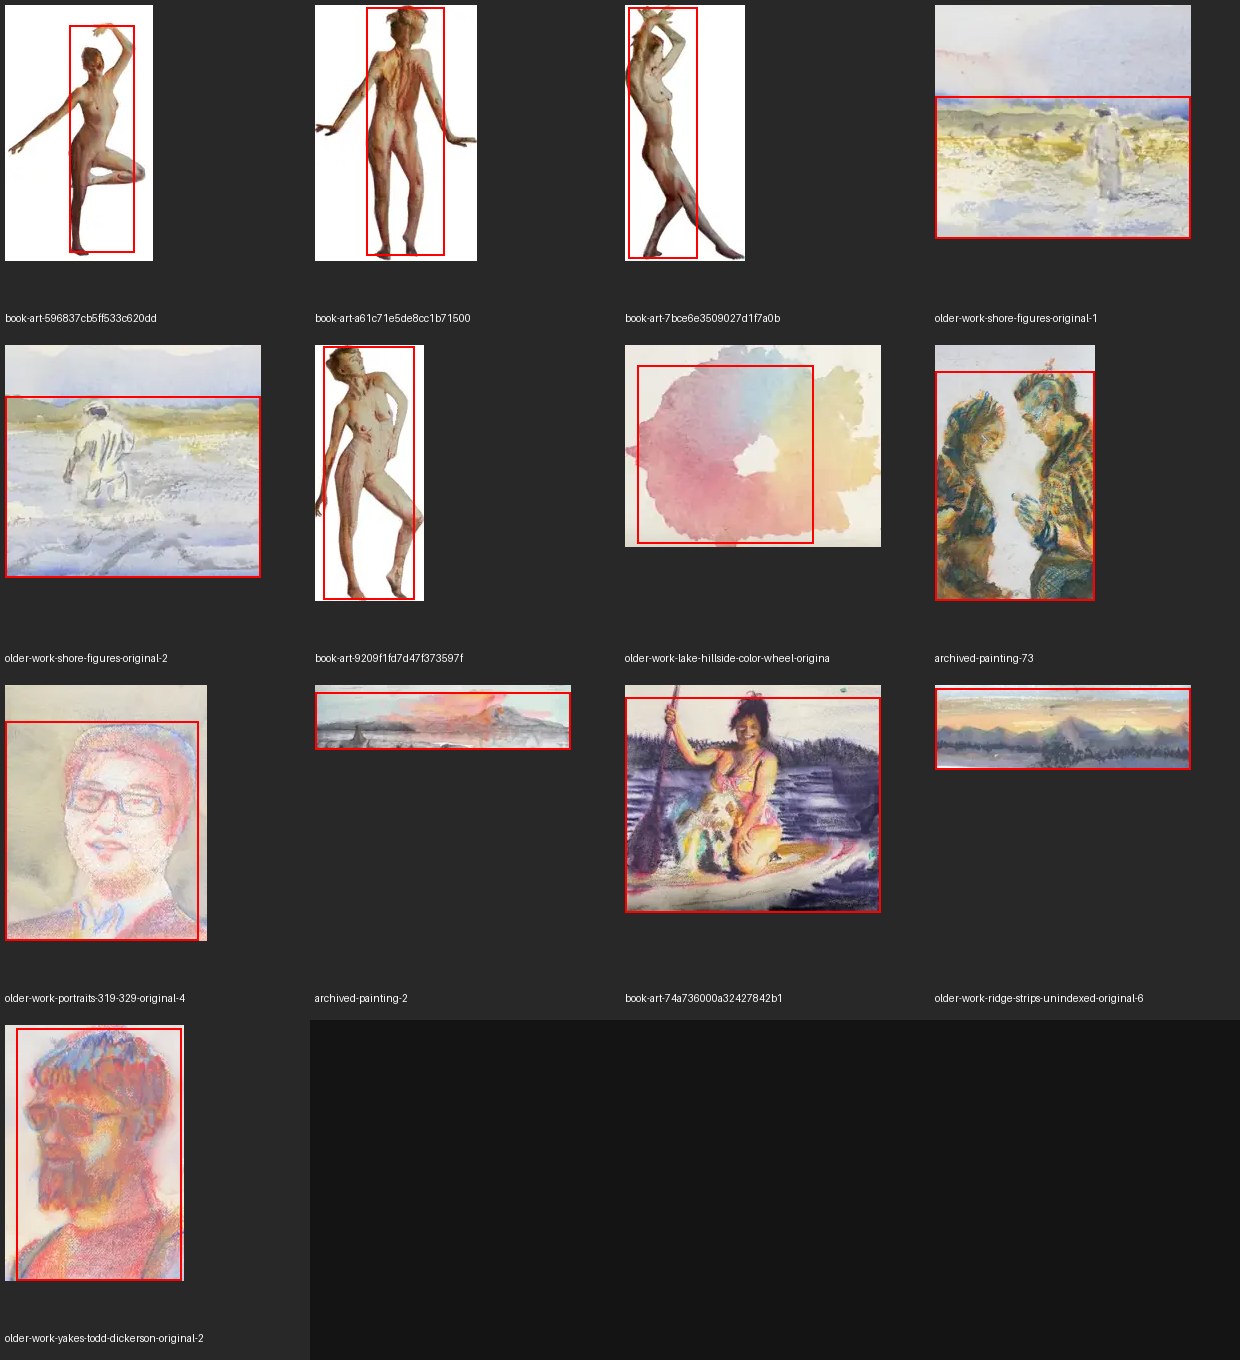 book-art-596837cb5ff533c620dd
book-art-a61c71e5de8cc1b71500
book-art-7bce6e3509027d1f7a0b
older-work-shore-figures-original-1
older-work-shore-figures-original-2
book-art-9209f1fd7d47f373597f
older-work-lake-hillside-color-wheel-origina
archived-painting-73
older-work-portraits-319-329-original-4
archived-painting-2
book-art-74a736000a32427842b1
older-work-ridge-strips-unindexed-original-6
older-work-yakes-todd-dickerson-original-2